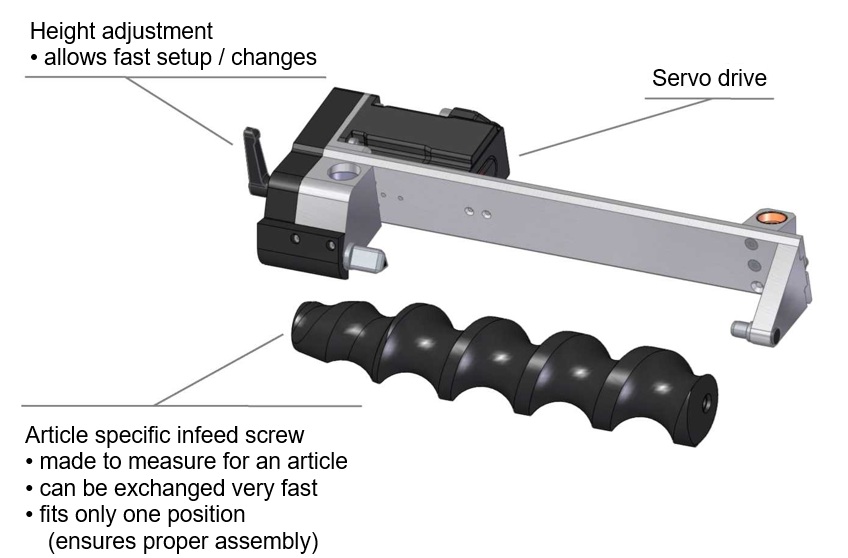 Height adjustment
• allows fast setup / changes
Servo drive
Article specific infeed screw
• made to measure for an article
• can be exchanged very fast
• fits only one position
(ensures proper assembly)